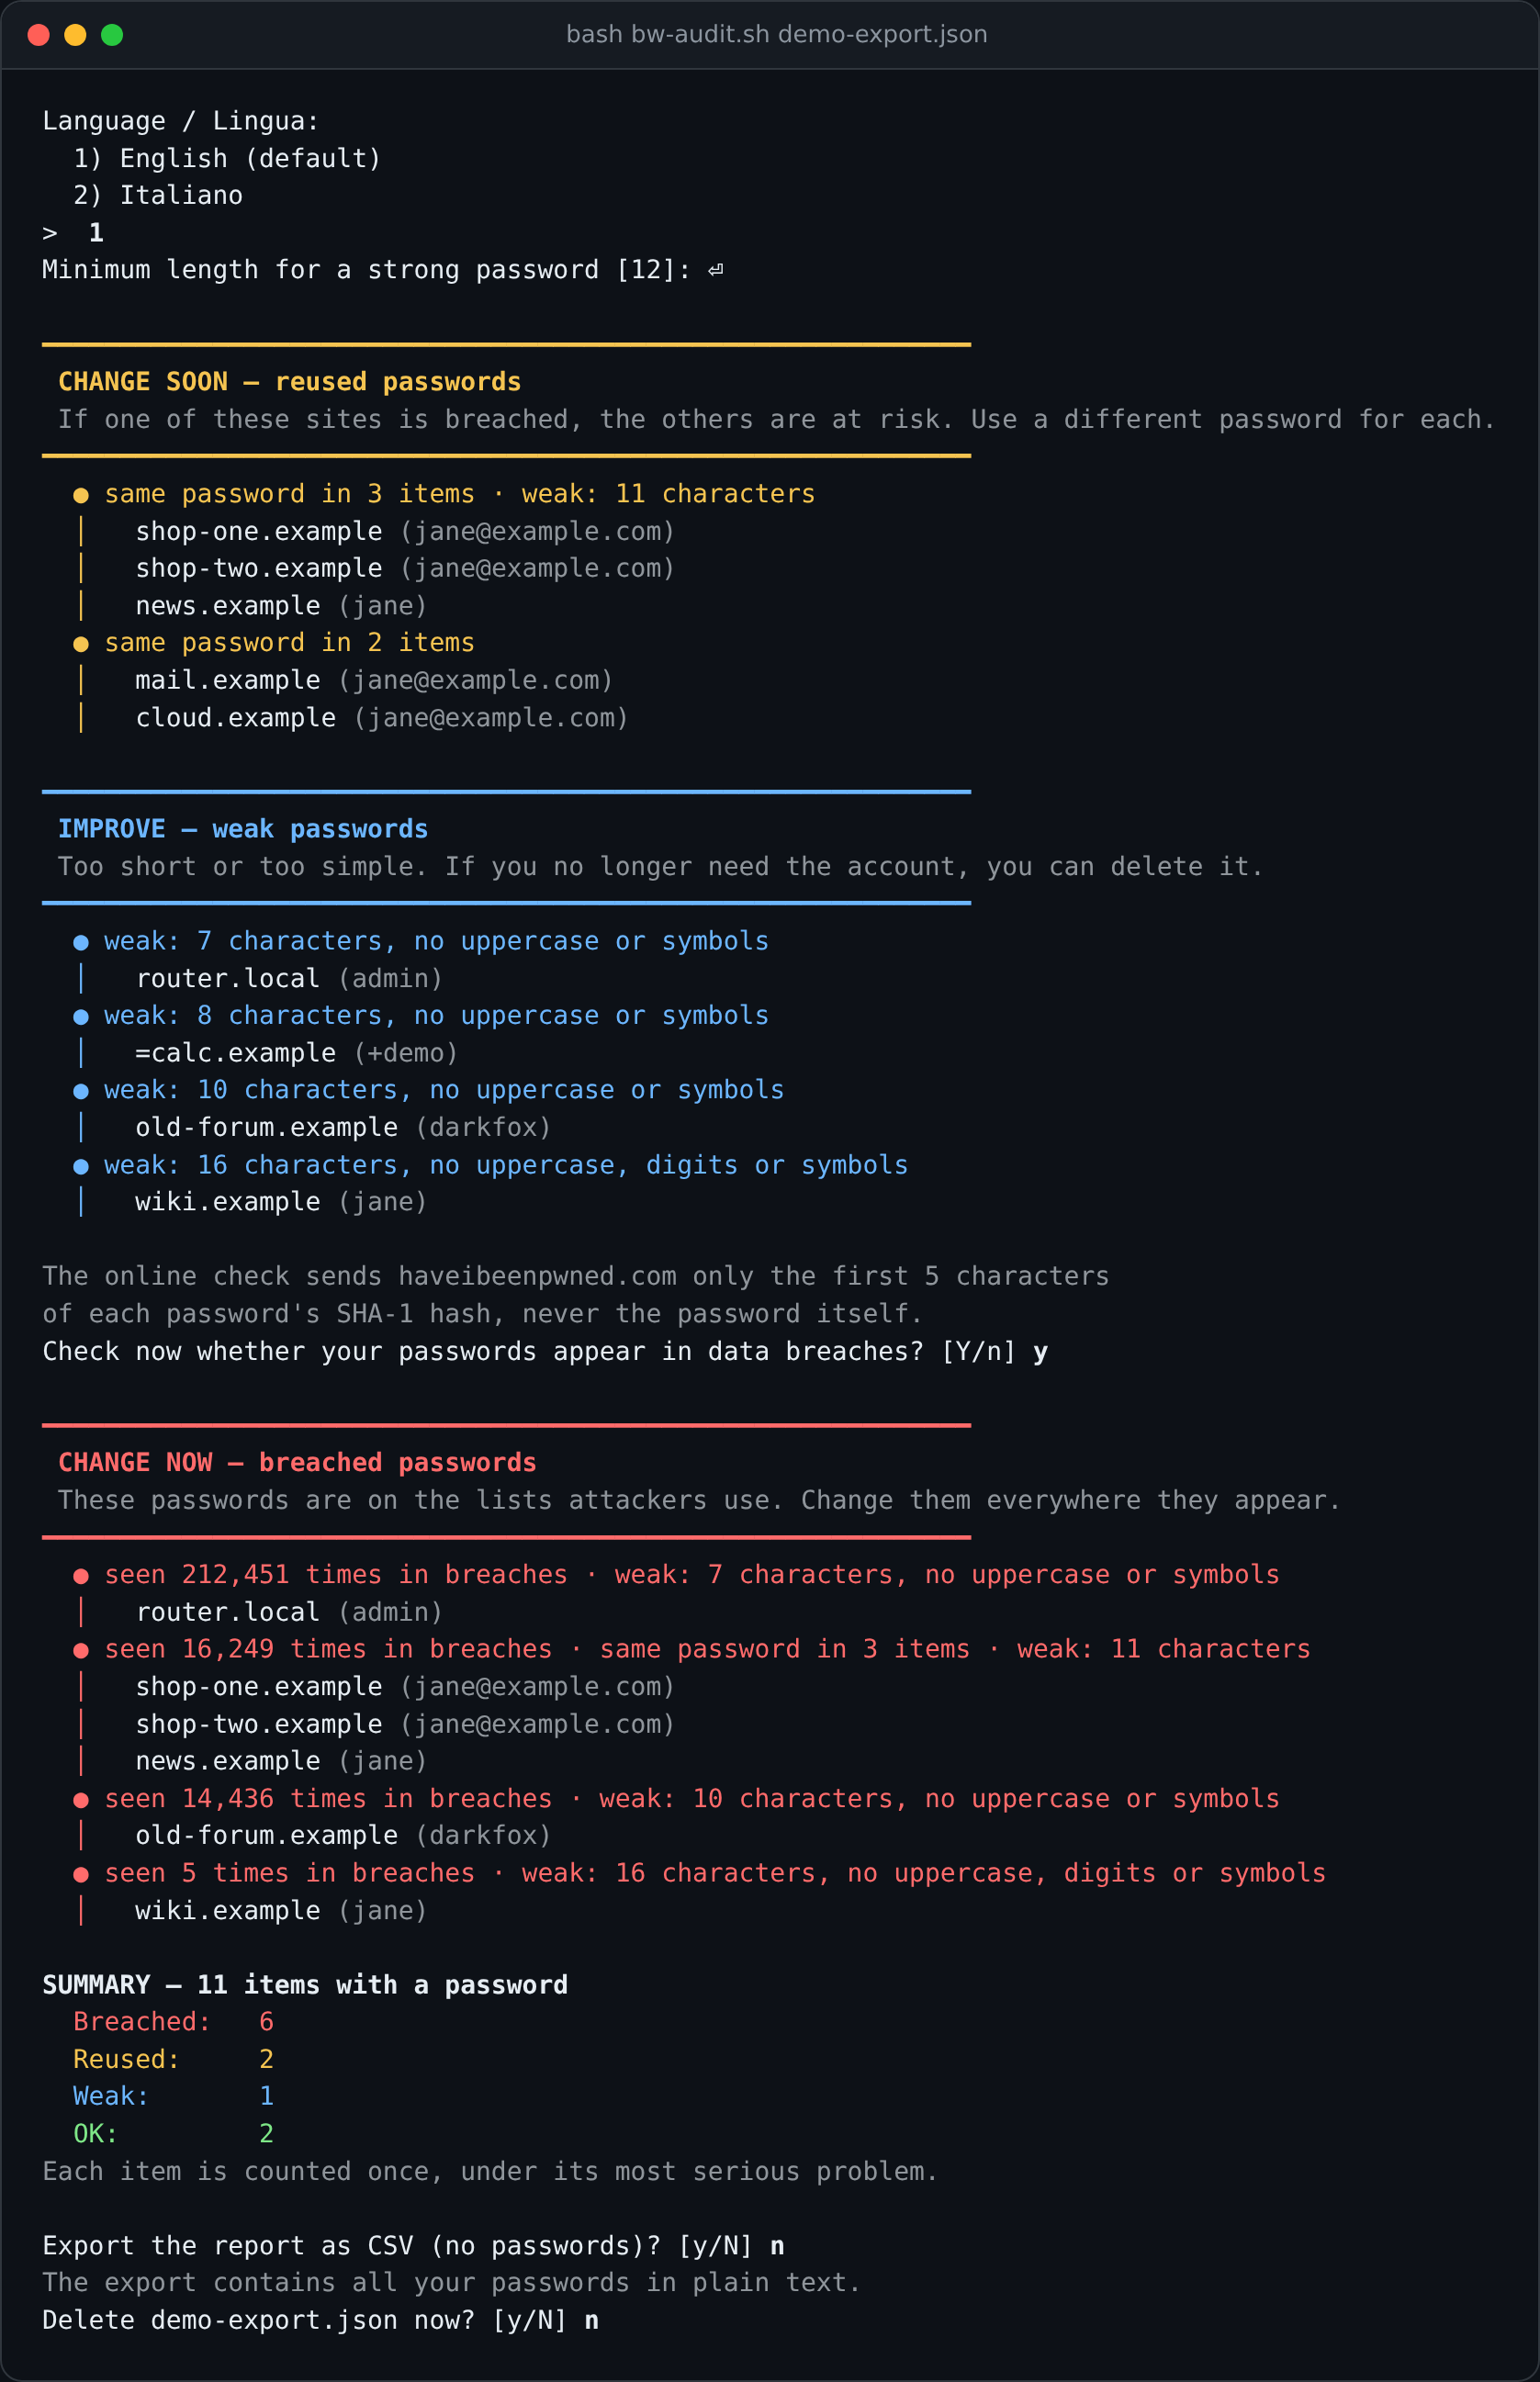 bash bw-audit.sh demo-export.json
Language / Lingua:
1) English (default)
2) Italiano
> 1
Minimum length for a strong password [12]: ⏎
CHANGE SOON — reused passwords
If one of these sites is breached, the others are at risk. Use a different password for each.
● same password in 3 items · weak: 11 characters
│ shop-one.example (jane@example.com)
│ shop-two.example (jane@example.com)
│ news.example (jane)
● same password in 2 items
│ mail.example (jane@example.com)
│ cloud.example (jane@example.com)
IMPROVE — weak passwords
Too short or too simple. If you no longer need the account, you can delete it.
● weak: 7 characters, no uppercase or symbols
│ router.local (admin)
● weak: 8 characters, no uppercase or symbols
│ =calc.example (+demo)
● weak: 10 characters, no uppercase or symbols
│ old-forum.example (darkfox)
● weak: 16 characters, no uppercase, digits or symbols
│ wiki.example (jane)
The online check sends haveibeenpwned.com only the first 5 characters
of each password's SHA-1 hash, never the password itself.
Check now whether your passwords appear in data breaches? [Y/n] y
CHANGE NOW — breached passwords
These passwords are on the lists attackers use. Change them everywhere they appear.
● seen 212,451 times in breaches · weak: 7 characters, no uppercase or symbols
│ router.local (admin)
● seen 16,249 times in breaches · same password in 3 items · weak: 11 characters
│ shop-one.example (jane@example.com)
│ shop-two.example (jane@example.com)
│ news.example (jane)
● seen 14,436 times in breaches · weak: 10 characters, no uppercase or symbols
│ old-forum.example (darkfox)
● seen 5 times in breaches · weak: 16 characters, no uppercase, digits or symbols
│ wiki.example (jane)
SUMMARY — 11 items with a password
Breached: 6
Reused: 2
Weak: 1
OK: 2
Each item is counted once, under its most serious problem.
Export the report as CSV (no passwords)? [y/N] n
The export contains all your passwords in plain text.
Delete demo-export.json now? [y/N] n